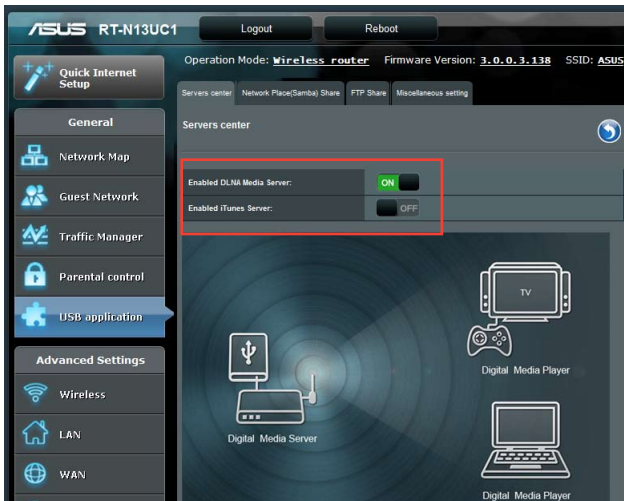 ASUS RT-N13UC1 Logout Reboot
Quick Internet
Setup
Operation Mode: Wireless router Firmware Version: 3.0.0.3.138 SSID: ASUS
Servers center Network Place(Samba) Share FTP Share Miscellaneous setting
General
Servers center
Network Map
Guest Network
Traffic Manager
Parental control
USB application
Enabled DLNA Media Server: ON
Enabled iTunes Server: OFF
TV
Digital Media Player
Digital Media Server
Digital Media Player
Advanced Settings
Wireless
LAN
WAN